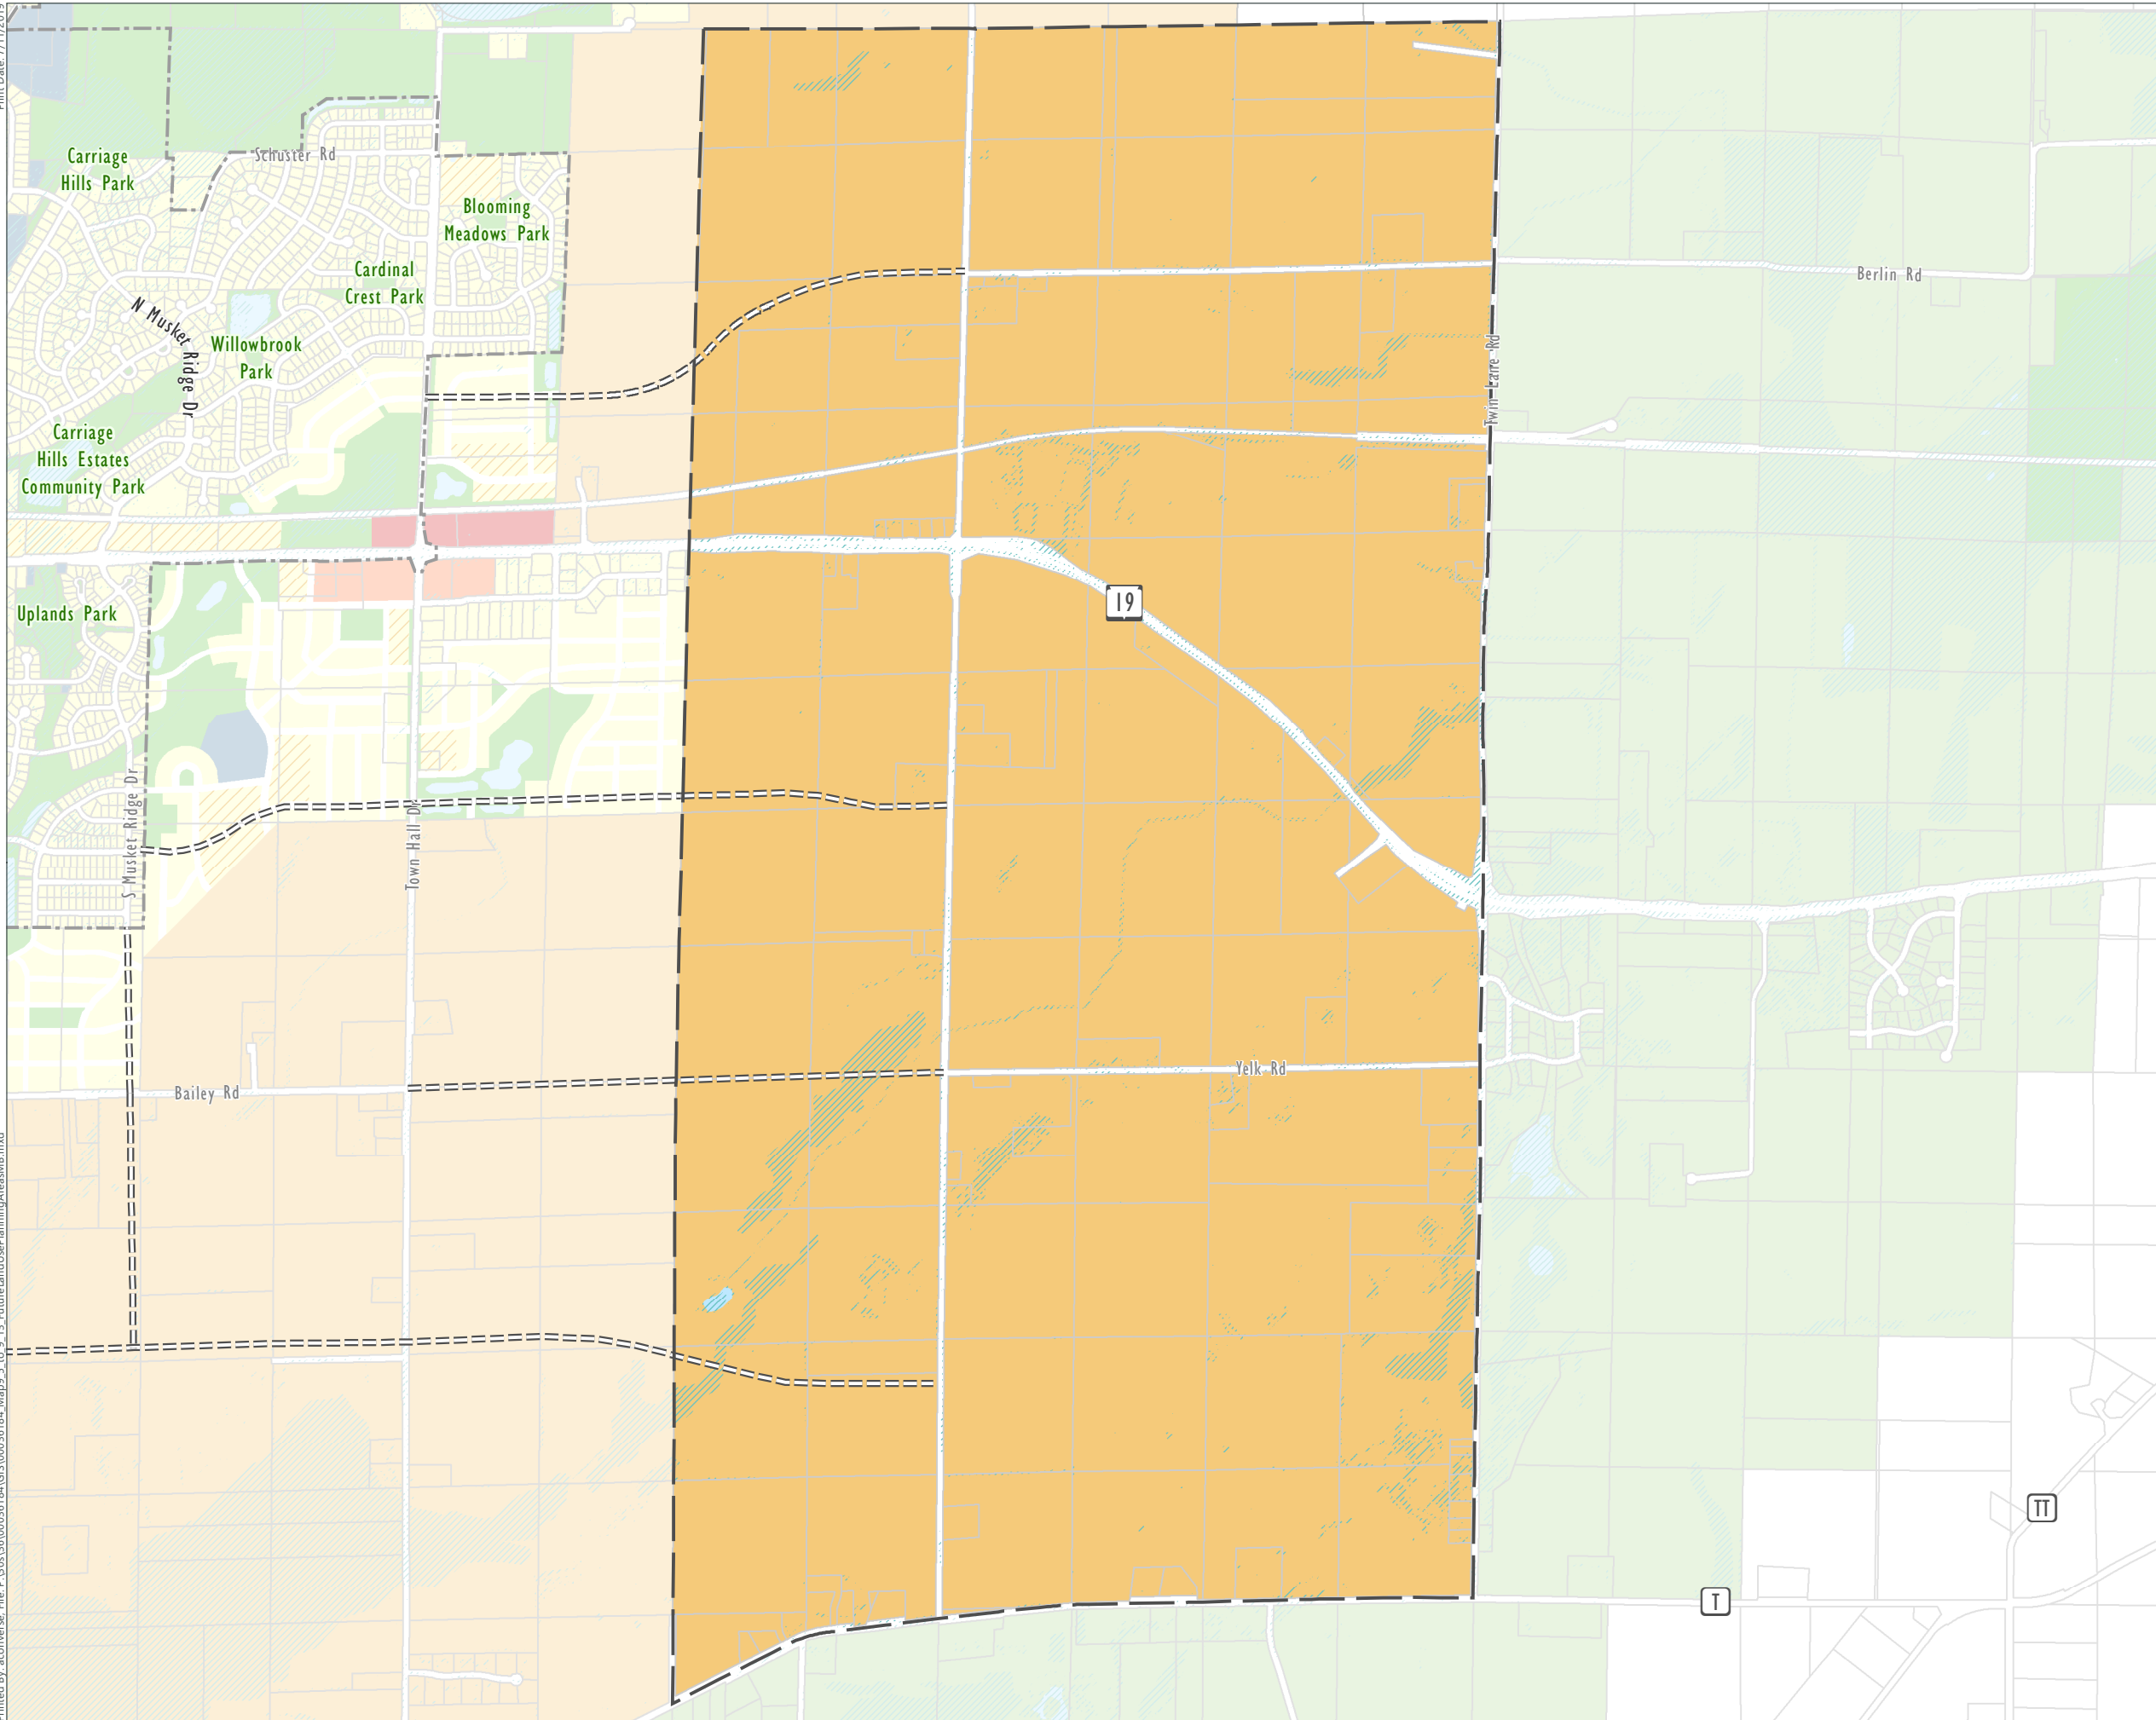 Carriage
Hills Park
Schuster Rd
Blooming
Meadows Park
Cardinal
Crest Park
Berlin Rd
N Musket Ridge Dr
Willowbrook
Park
Twin Lane Rd
Carriage
Hills Estates
Community Park
19
Uplands Park
S Musket Ridge Dr
Town Hall Dr
Yelk Rd
Bailey Rd
TT
T